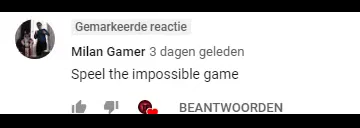 Gemarkeerde reactie
Milan Gamer 3 dagen geleden
Speel the impossible game
BEANTWOORDEN